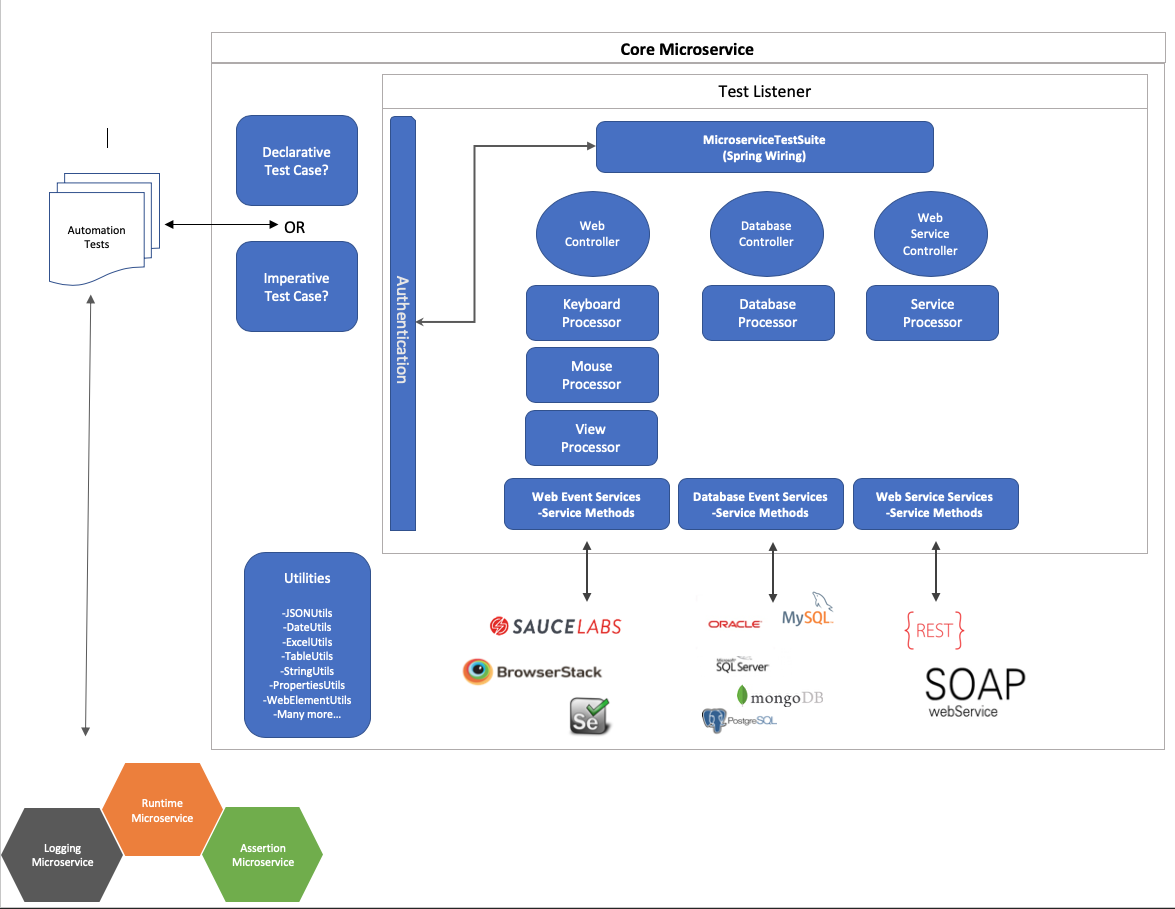 Core Microservice
Test Listener
Declarative
Test Case?
OR
Imperative
Test Case?
Automation
Tests
Authentication
MicroserviceTestSuite
(Spring Wiring)
Web
Controller
Database
Controller
Web
Service
Controller
Keyboard
Processor
Database
Processor
Service
Processor
Mouse
Processor
View
Processor
Web Event Services
-Service Methods
Database Event Services
-Service Methods
Web Service Services
-Service Methods
Utilities
-JSONUtils
-DateUtils
-ExcelUtils
-TableUtils
-StringUtils
-PropertiesUtils
-WebElementUtils
-Many more...
SAUCELABS
BrowserStack
Se
ORACLE
MySQL
Microsoft
SQL Server
mongoDB
PostgreSQL
{REST}
SOAP
webService
Runtime
Microservice
Logging
Microservice
Assertion
Microservice